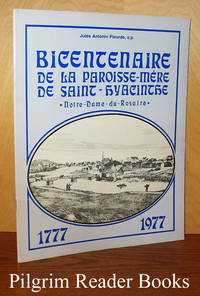 Jules Antonin Plourde, o.p.
BICENTENAIRE
DE LA PAROISSE-MÈRE
DE SAINT-HYACINTHE
• Notre-Dame-du-Rosaire •
1777
1977
Pilgrim Reader Books